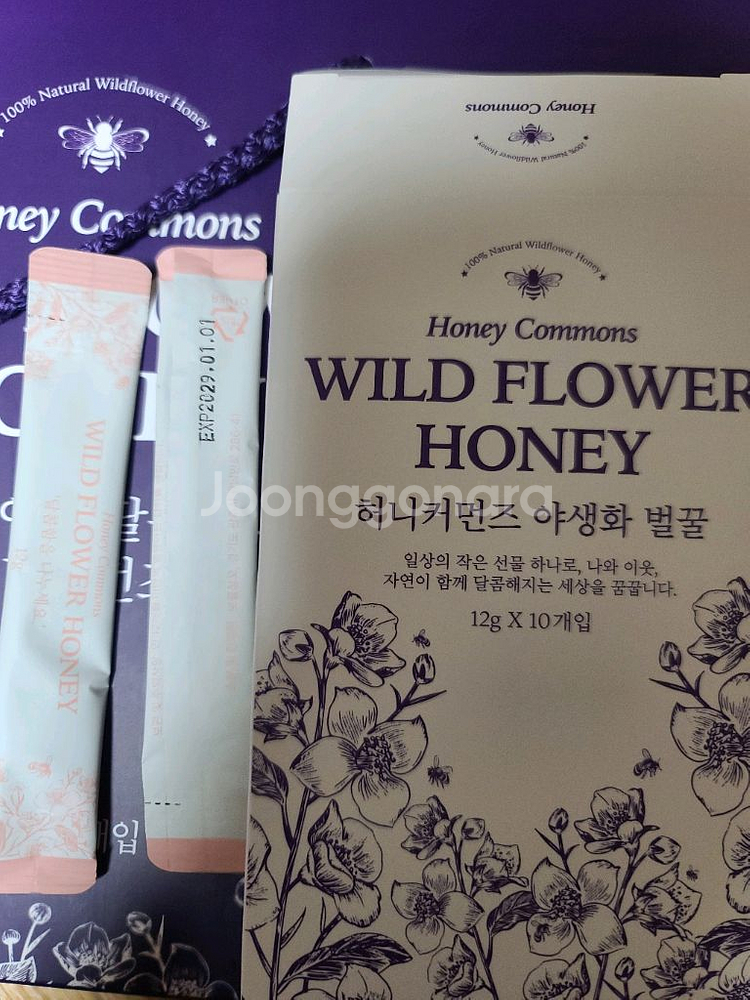 100% Natural Wildflower Honey
ney Commons
Honey Commons
100% Natural Wildflower Honey
100% Natural Wildflower Honey
Honey Commons
WILD FLOWER
HONEY
허니커먼즈 야생화 벌꿀
일상의 작은 선물 하나로, 나와 이웃,
자연이 함께 달콤해지는 세상을 꿈꿉니다.
12g X 10개입
Honey Commons
WILD FLOWER HONEY
EXP2029.01.01
개입
Joonggonara